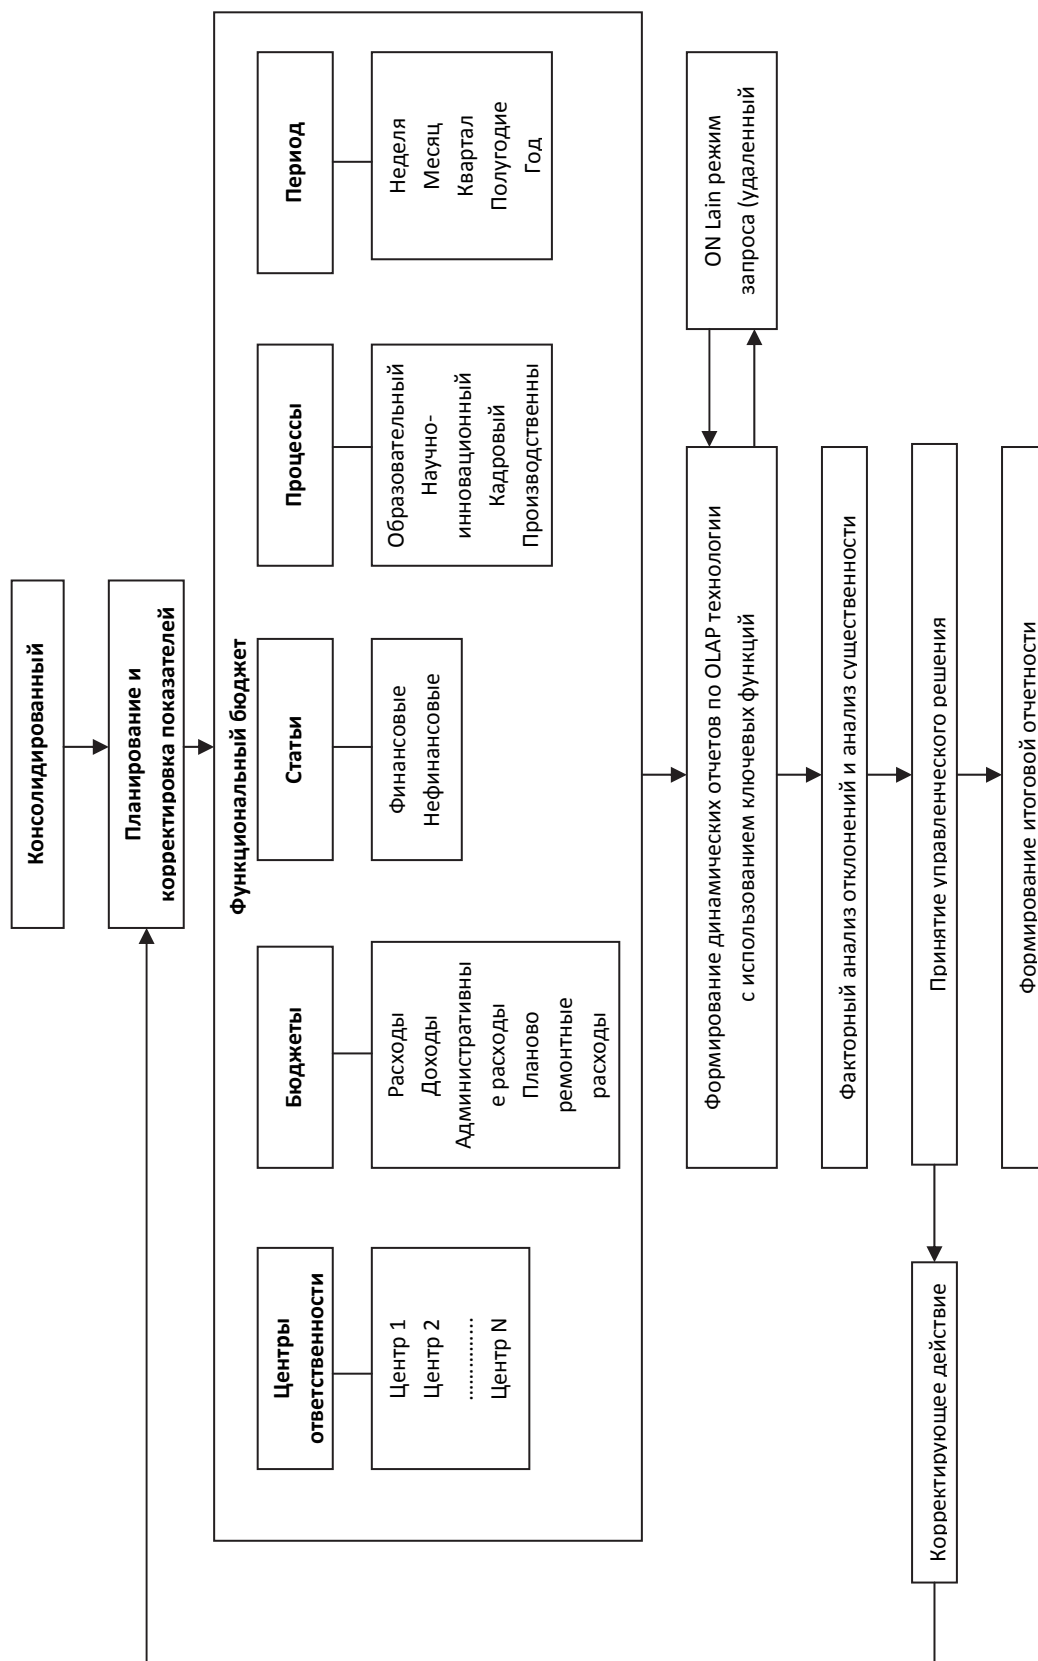 Консолидированный
Планирование и
корректировка показателей
Функциональный бюджет
Центры
ответственности
Центр 1
Центр 2
................
Центр N
Бюджеты
Расходы
Доходы
Административны
е расходы
Планово
ремонтные
расходы
Статьи
Финансовые
Нефинансовые
Процессы
Образовательный
Научно-
инновационный
Кадровый
Производственны
Период
Неделя
Месяц
Квартал
Полугодие
Год
Формирование динамических отчетов по OLAP технологии
с использованием ключевых функций
ON Lain режим
запроса (удаленный
Факторный анализ отклонений и анализ существенности
Корректирующее действие
Принятие управленческого решения
Формирование итоговой отчетности